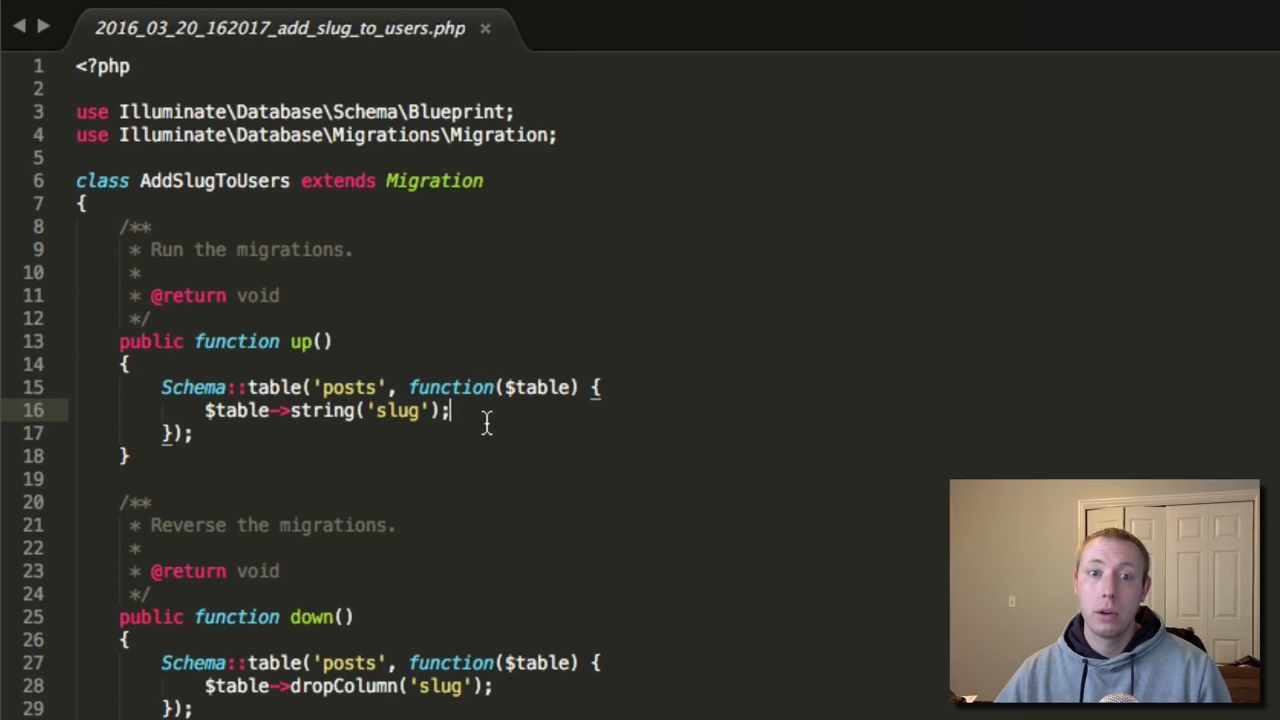 2016_03_20_162017_add_slug_to_users.php ×
1 <?php
2
3 use Illuminate\Database\Schema\Blueprint;
4 use Illuminate\Database\Migrations\Migration;
5
6 class AddSlugToUsers extends Migration
7 {
8 /**
9 * Run the migrations.
10 *
11 * @return void
12 */
13 public function up()
14 {
15 Schema::table('posts', function($table) {
16 $table->string('slug');
17 });
18 }
19
20 /**
21 * Reverse the migrations.
22 *
23 * @return void
24 */
25 public function down()
26 {
27 Schema::table('posts', function($table) {
28 $table->dropColumn('slug');
29 });